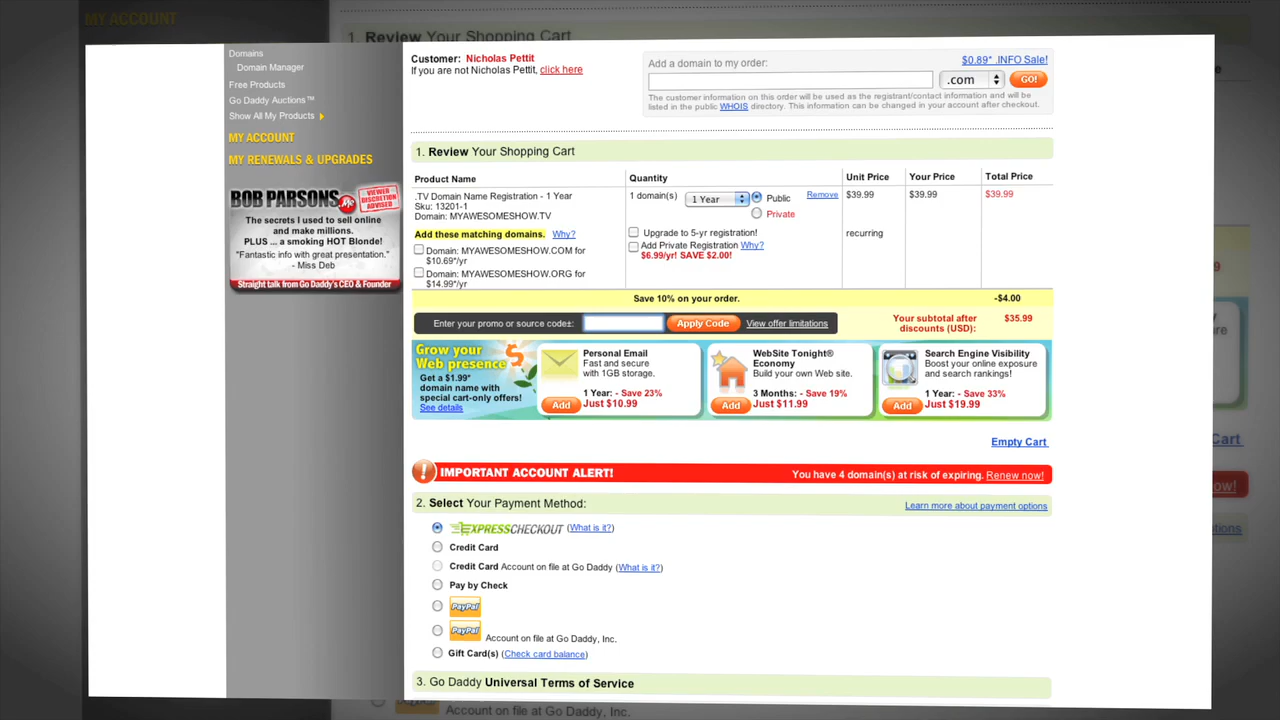 MY ACCOUNT
1. Review Your Shopping Cart
Domains
Domain Manager
Free Products
Go Daddy Auctions™
Show All My Products
MY ACCOUNT
MY RENEWALS & UPGRADES
BOB PARSONS
VIEWER DISCRETION ADVISED
The secrets I used to sell online
and make millions.
PLUS ... a smoking HOT Blonde!
"Fantastic info with great presentation."
- Miss Deb
Straight talk from Go Daddy's CEO & Founder
Customer: Nicholas Pettit
If you are not Nicholas Pettit, click here
Add a domain to my order:
$0.89* .INFO Sale!
.com
GO!
The customer information on this order will be used as the registrant/contact information and will be
listed in the public WHOIS directory. This information can be changed in your account after checkout.
1. Review Your Shopping Cart
Product Name Quantity Unit Price Your Price Total Price
.TV Domain Name Registration - 1 Year
Sku: 13201-1
Domain: MYAWESOMESHOW.TV
1 domain(s) 1 Year Public Remove $39.99 $39.99 $39.99
Private
Add these matching domains. Why?
Domain: MYAWESOMESHOW.COM for
$10.69*/yr
Domain: MYAWESOMESHOW.ORG for
$14.99*/yr
Upgrade to 5-yr registration!
recurring
Add Private Registration Why?
$6.99/yr! SAVE $2.00!
Save 10% on your order. -$4.00
Enter your promo or source code±: Apply Code View offer limitations
Your subtotal after
discounts (USD):
$35.99
Grow your
Web presence
Get a $1.99*
domain name with
special cart-only offers!
See details
Personal Email
Fast and secure
with 1GB storage.
1 Year: - Save 23%
Add Just $10.99
WebSite Tonight®
Economy
Build your own Web site.
3 Months: - Save 19%
Add Just $11.99
Search Engine Visibility
Boost your online exposure
and search rankings!
1 Year: - Save 33%
Add Just $19.99
Empty Cart
IMPORTANT ACCOUNT ALERT! You have 4 domain(s) at risk of expiring. Renew now!
2. Select Your Payment Method: Learn more about payment options
EXPRESSCHECKOUT (What is it?)
Credit Card
Credit Card Account on file at Go Daddy (What is it?)
Pay by Check
PayPal
PayPal Account on file at Go Daddy, Inc.
Gift Card(s) (Check card balance)
3. Go Daddy Universal Terms of Service
Account on file at Go Daddy, Inc.